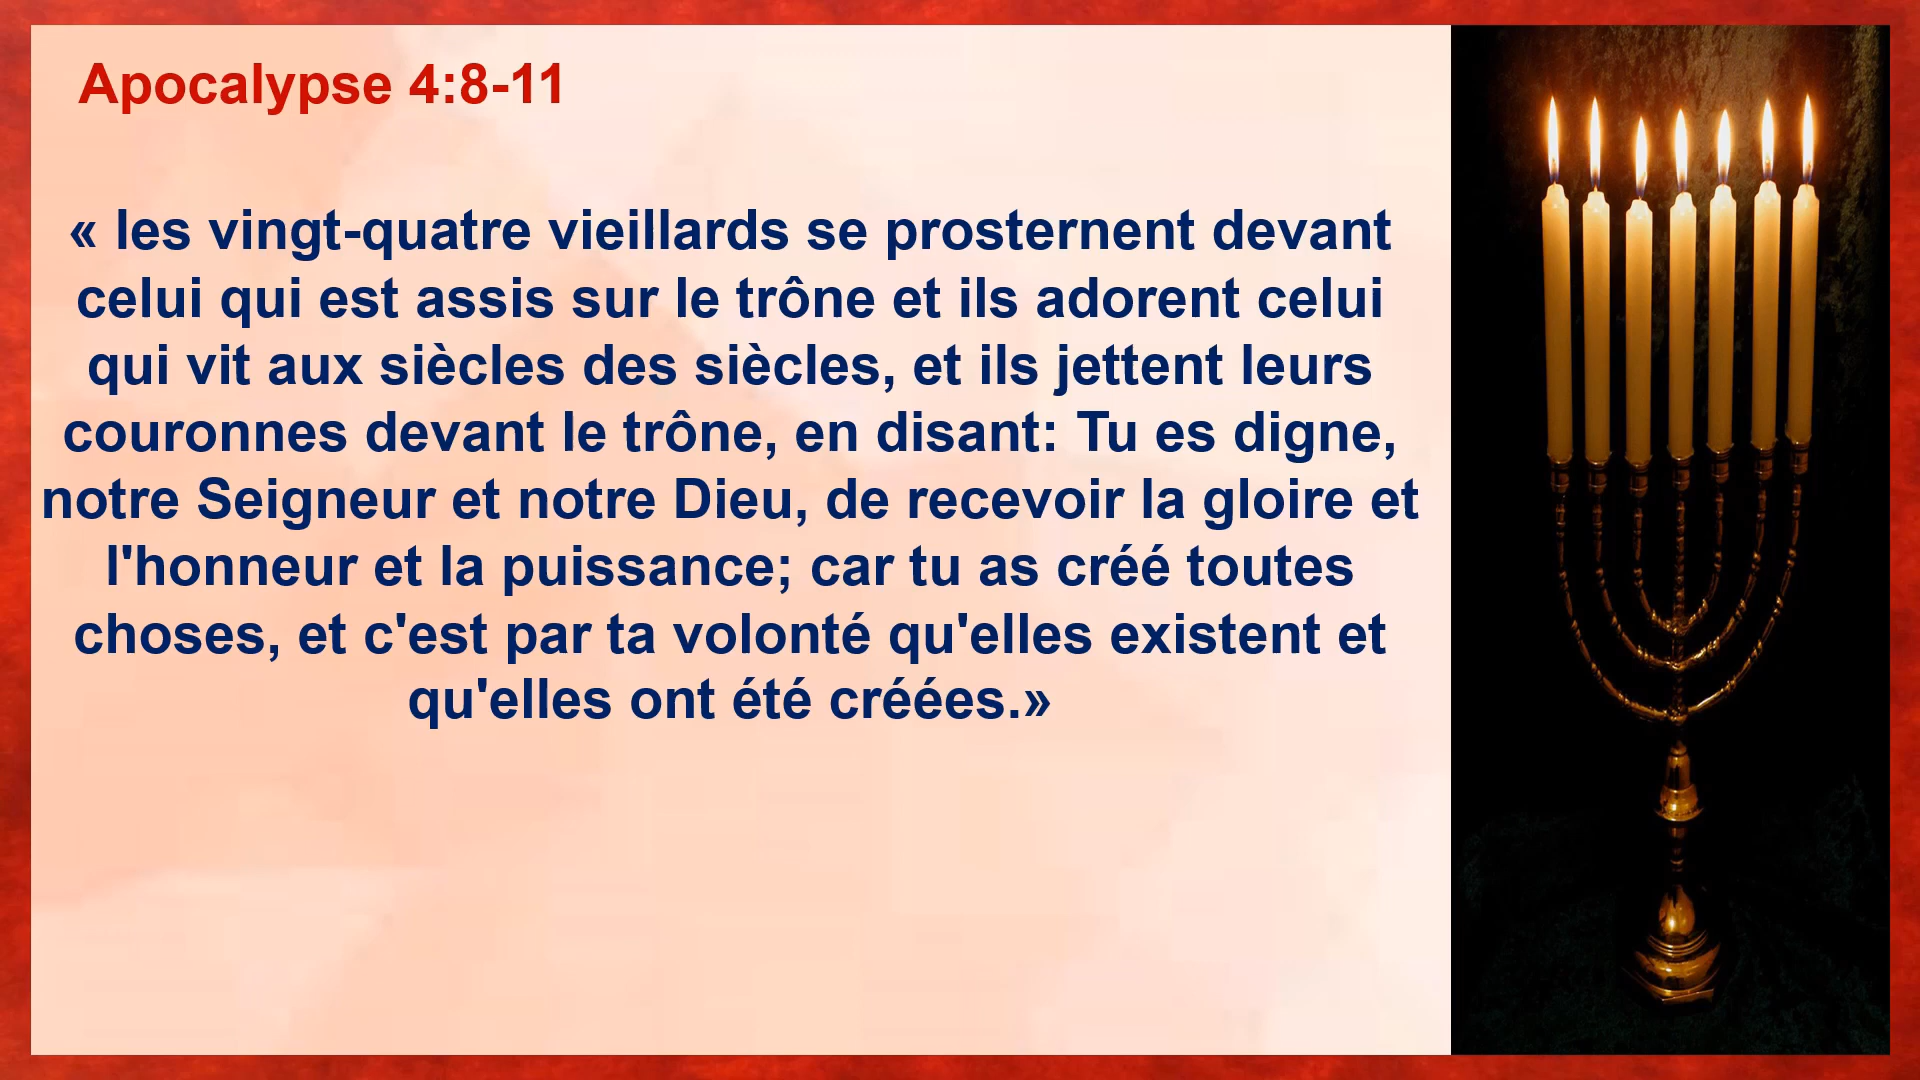 Apocalypse 4:8-11
« les vingt-quatre vieillards se prosternent devant
celui qui est assis sur le trône et ils adorent celui
qui vit aux siècles des siècles, et ils jettent leurs
couronnes devant le trône, en disant: Tu es digne,
notre Seigneur et notre Dieu, de recevoir la gloire et
l'honneur et la puissance; car tu as créé toutes
choses, et c'est par ta volonté qu'elles existent et
qu'elles ont été créées.»